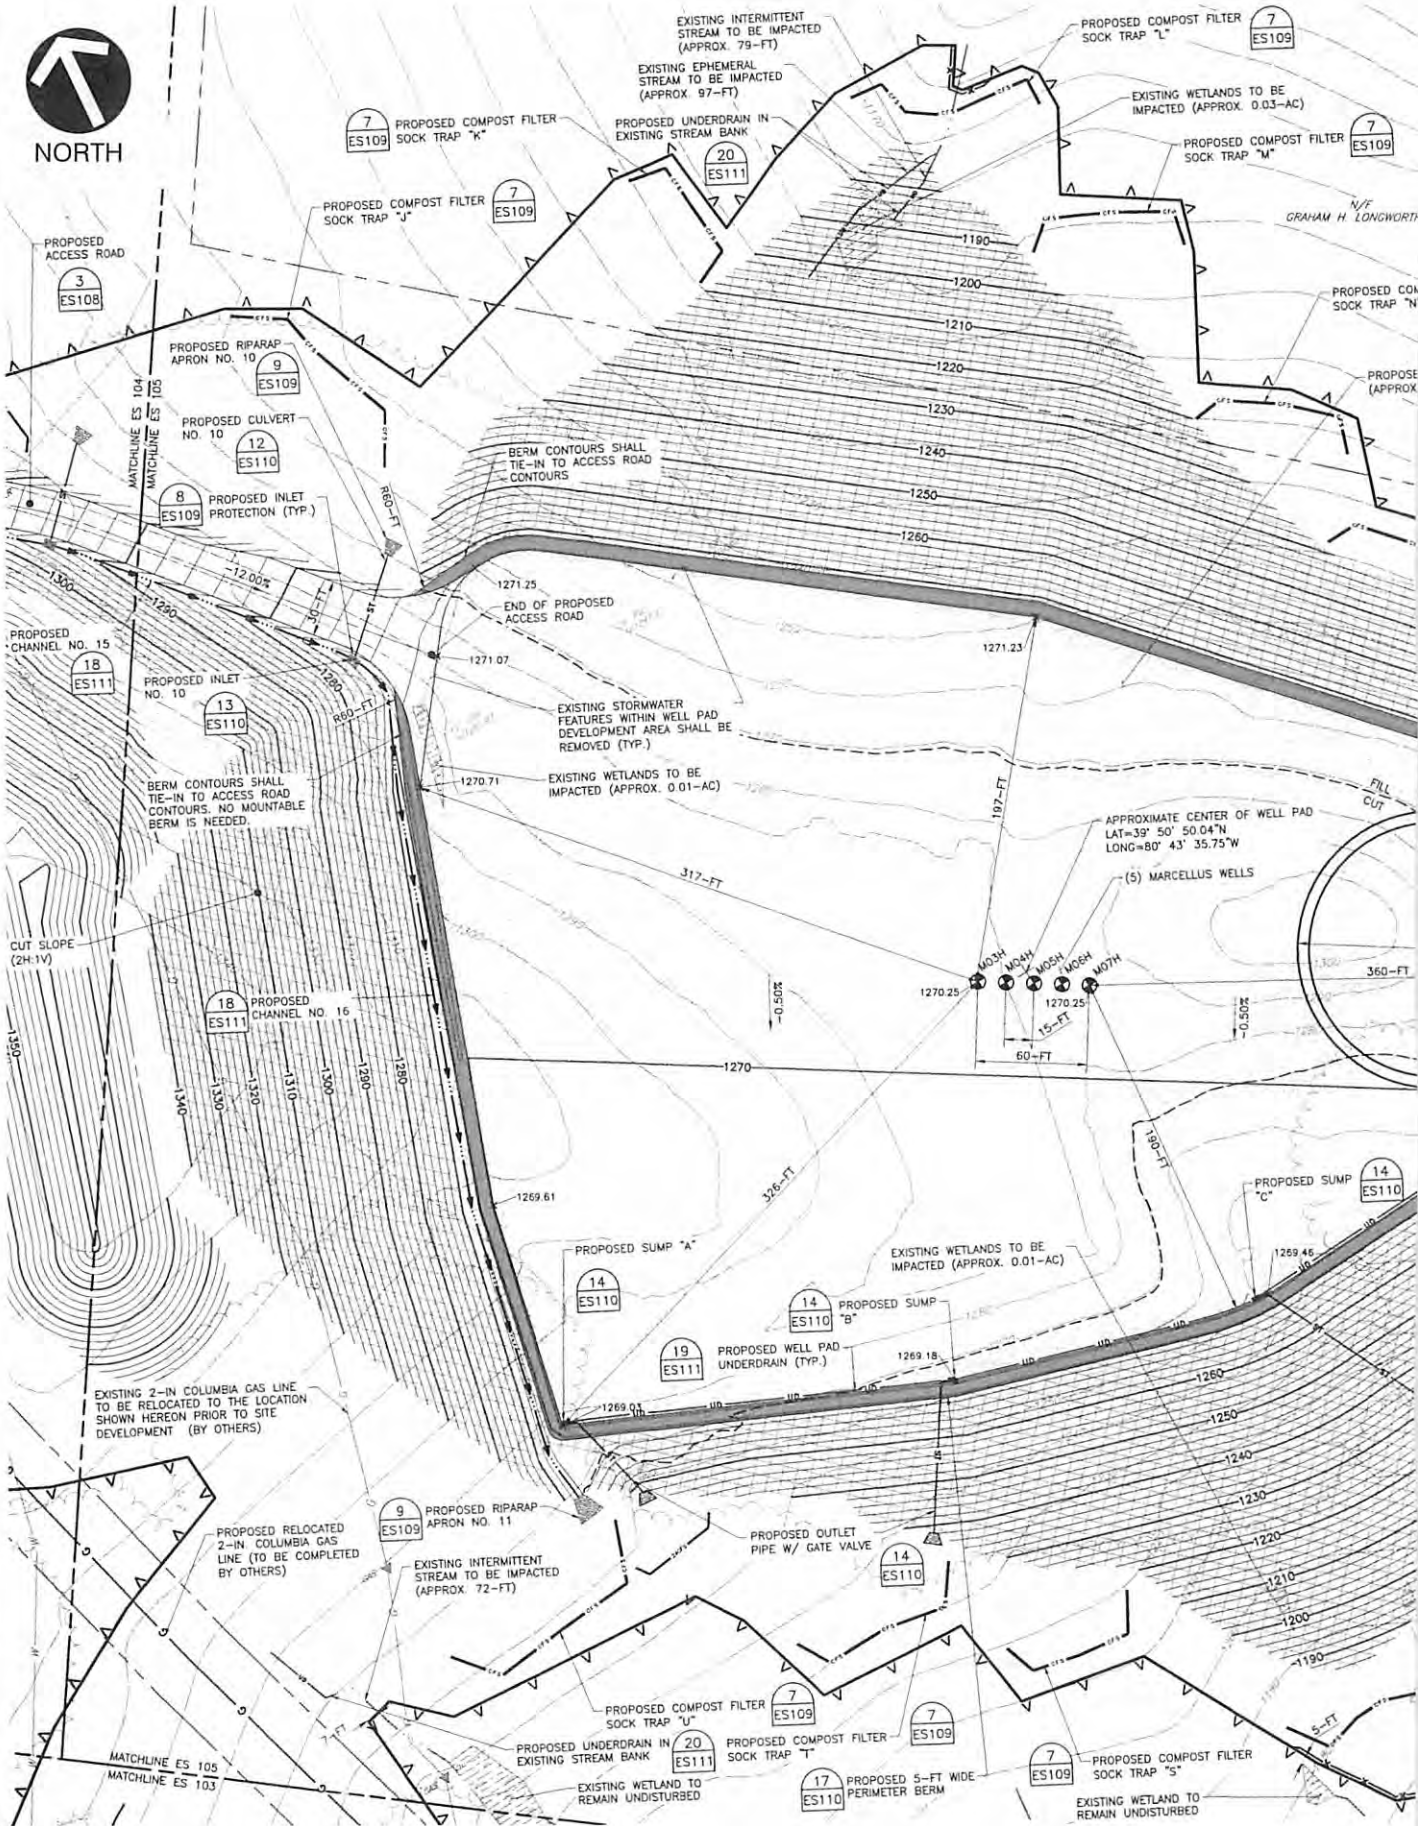 NORTH
EXISTING INTERMITTENT
STREAM TO BE IMPACTED
(APPROX. 79-FT)
EXISTING EPHEMERAL
STREAM TO BE IMPACTED
(APPROX. 97-FT)
PROPOSED UNDERDRAIN IN
EXISTING STREAM BANK
20
ES111
PROPOSED COMPOST FILTER
SOCK TRAP "L"
7
ES109
EXISTING WETLANDS TO BE
IMPACTED (APPROX. 0.03-AC)
PROPOSED COMPOST FILTER
SOCK TRAP "M"
7
ES109
N/F
GRAHAM H. LONGWORTH
7
ES109
PROPOSED COMPOST FILTER
SOCK TRAP "K"
PROPOSED COMPOST FILTER
SOCK TRAP "J"
7
ES109
PROPOSED
ACCESS ROAD
3
ES108
PROPOSED RIPARAP
APRON NO. 10
9
ES109
MATCHLINE ES 104
MATCHLINE ES 105
PROPOSED CULVERT
NO. 10
12
ES110
8
ES109
PROPOSED INLET
PROTECTION (TYP.)
R60-FT
BERM CONTOURS SHALL
TIE-IN TO ACCESS ROAD
CONTOURS
1190
1200
1210
1220
1230
1240
1250
1260
SOCK TRAP "N
(APPROX
-12.00%
30-FT
ST
1300
1290
1280
1271.25
END OF PROPOSED
ACCESS ROAD
1271.07
1271.23
PROPOSED
CHANNEL NO. 15
18
ES111
PROPOSED INLET
NO. 10
13
ES110
R60-FT
EXISTING STORMWATER
FEATURES WITHIN WELL PAD
DEVELOPMENT AREA SHALL BE
REMOVED (TYP.)
1270.71
EXISTING WETLANDS TO BE
IMPACTED (APPROX. 0.01-AC)
BERM CONTOURS SHALL
TIE-IN TO ACCESS ROAD
CONTOURS. NO MOUNTABLE
BERM IS NEEDED.
FILL
CUT
197-FT
317-FT
APPROXIMATE CENTER OF WELL PAD
LAT=39° 50' 50.04"N
LONG=80° 43' 35.75"W
(5) MARCELLUS WELLS
CUT SLOPE
(2H:1V)
M03H
M04H
M05H
M06H
M07H
1270.25
1270.25
360-FT
15-FT
60-FT
-0.50%
-0.50%
18
ES111
PROPOSED
CHANNEL NO. 16
1350
1340
1330
1320
1310
1300
1290
1280
1270
326-FT
190-FT
1269.61
PROPOSED SUMP
"C"
14
ES110
1269.46
PROPOSED SUMP "A"
14
ES110
EXISTING WETLANDS TO BE
IMPACTED (APPROX. 0.01-AC)
14
ES110
PROPOSED SUMP
"B"
19
ES111
PROPOSED WELL PAD
UNDERDRAIN (TYP.)
1269.18
1269.03
1260
1250
1240
1230
1220
1210
1200
1190
EXISTING 2-IN COLUMBIA GAS LINE
TO BE RELOCATED TO THE LOCATION
SHOWN HEREON PRIOR TO SITE
DEVELOPMENT (BY OTHERS)
9
ES109
PROPOSED RIPARAP
APRON NO. 11
PROPOSED RELOCATED
2-IN. COLUMBIA GAS
LINE (TO BE COMPLETED
BY OTHERS)
EXISTING INTERMITTENT
STREAM TO BE IMPACTED
(APPROX. 72-FT)
PROPOSED OUTLET
PIPE W/ GATE VALVE
14
ES110
PROPOSED COMPOST FILTER
SOCK TRAP "U"
7
ES109
PROPOSED UNDERDRAIN IN
EXISTING STREAM BANK
20
ES111
PROPOSED COMPOST FILTER
SOCK TRAP "T"
7
ES109
EXISTING WETLAND TO
REMAIN UNDISTURBED
17
ES110
PROPOSED 5-FT WIDE
PERIMETER BERM
7
ES109
PROPOSED COMPOST FILTER
SOCK TRAP "S"
5-FT
EXISTING WETLAND TO
REMAIN UNDISTURBED
MATCHLINE ES 105
MATCHLINE ES 103